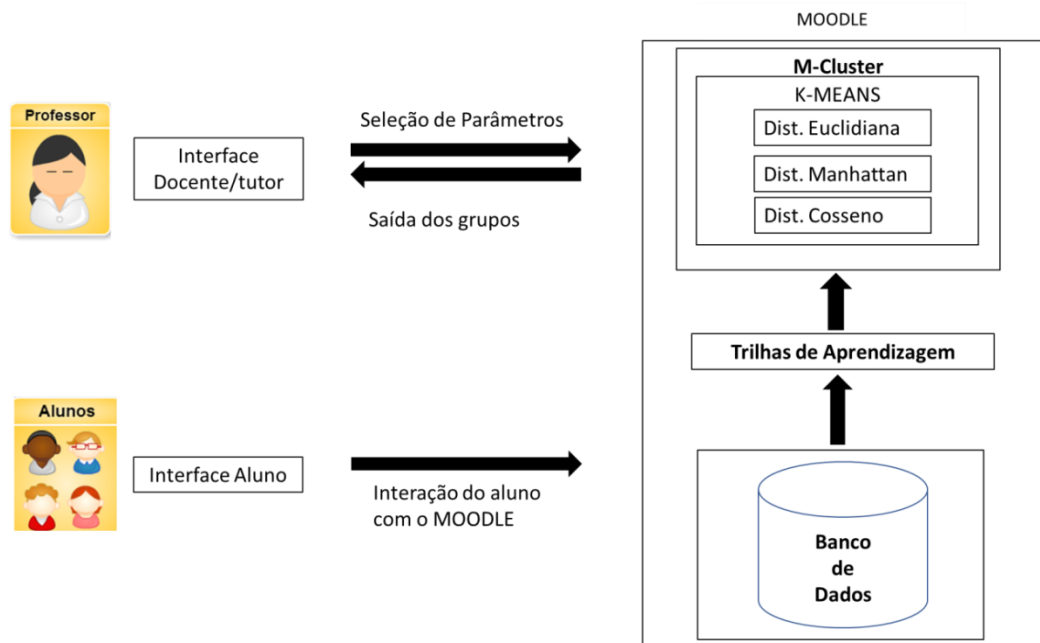 MOODLE
M-Cluster
K-MEANS
Dist. Euclidiana
Dist. Manhattan
Dist. Cosseno
Professor
Interface
Docente/tutor
Seleção de Parâmetros
Saída dos grupos
Trilhas de Aprendizagem
Alunos
Interface Aluno
Interação do aluno
com o MOODLE
Banco
de
Dados